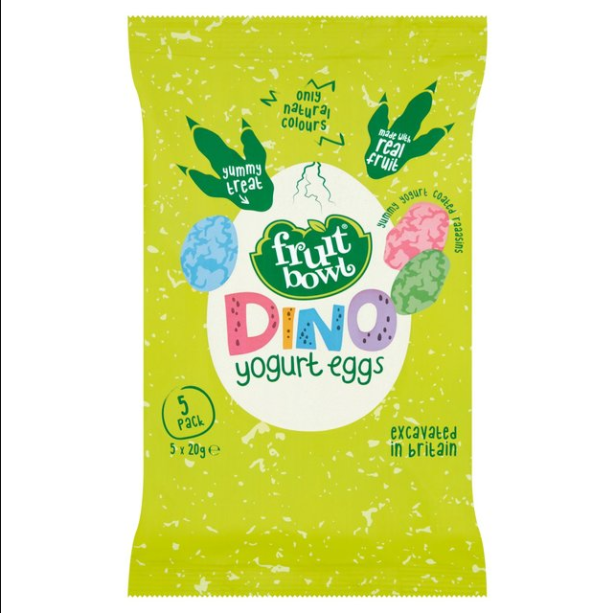 only
natural
colours
made with
real
fruit
yummy
treat
yummy yogurt coated raaasins
fruit
bowl®
DINO
yogurt eggs
5
pack
5 x 20g ℮
excavated
in britain